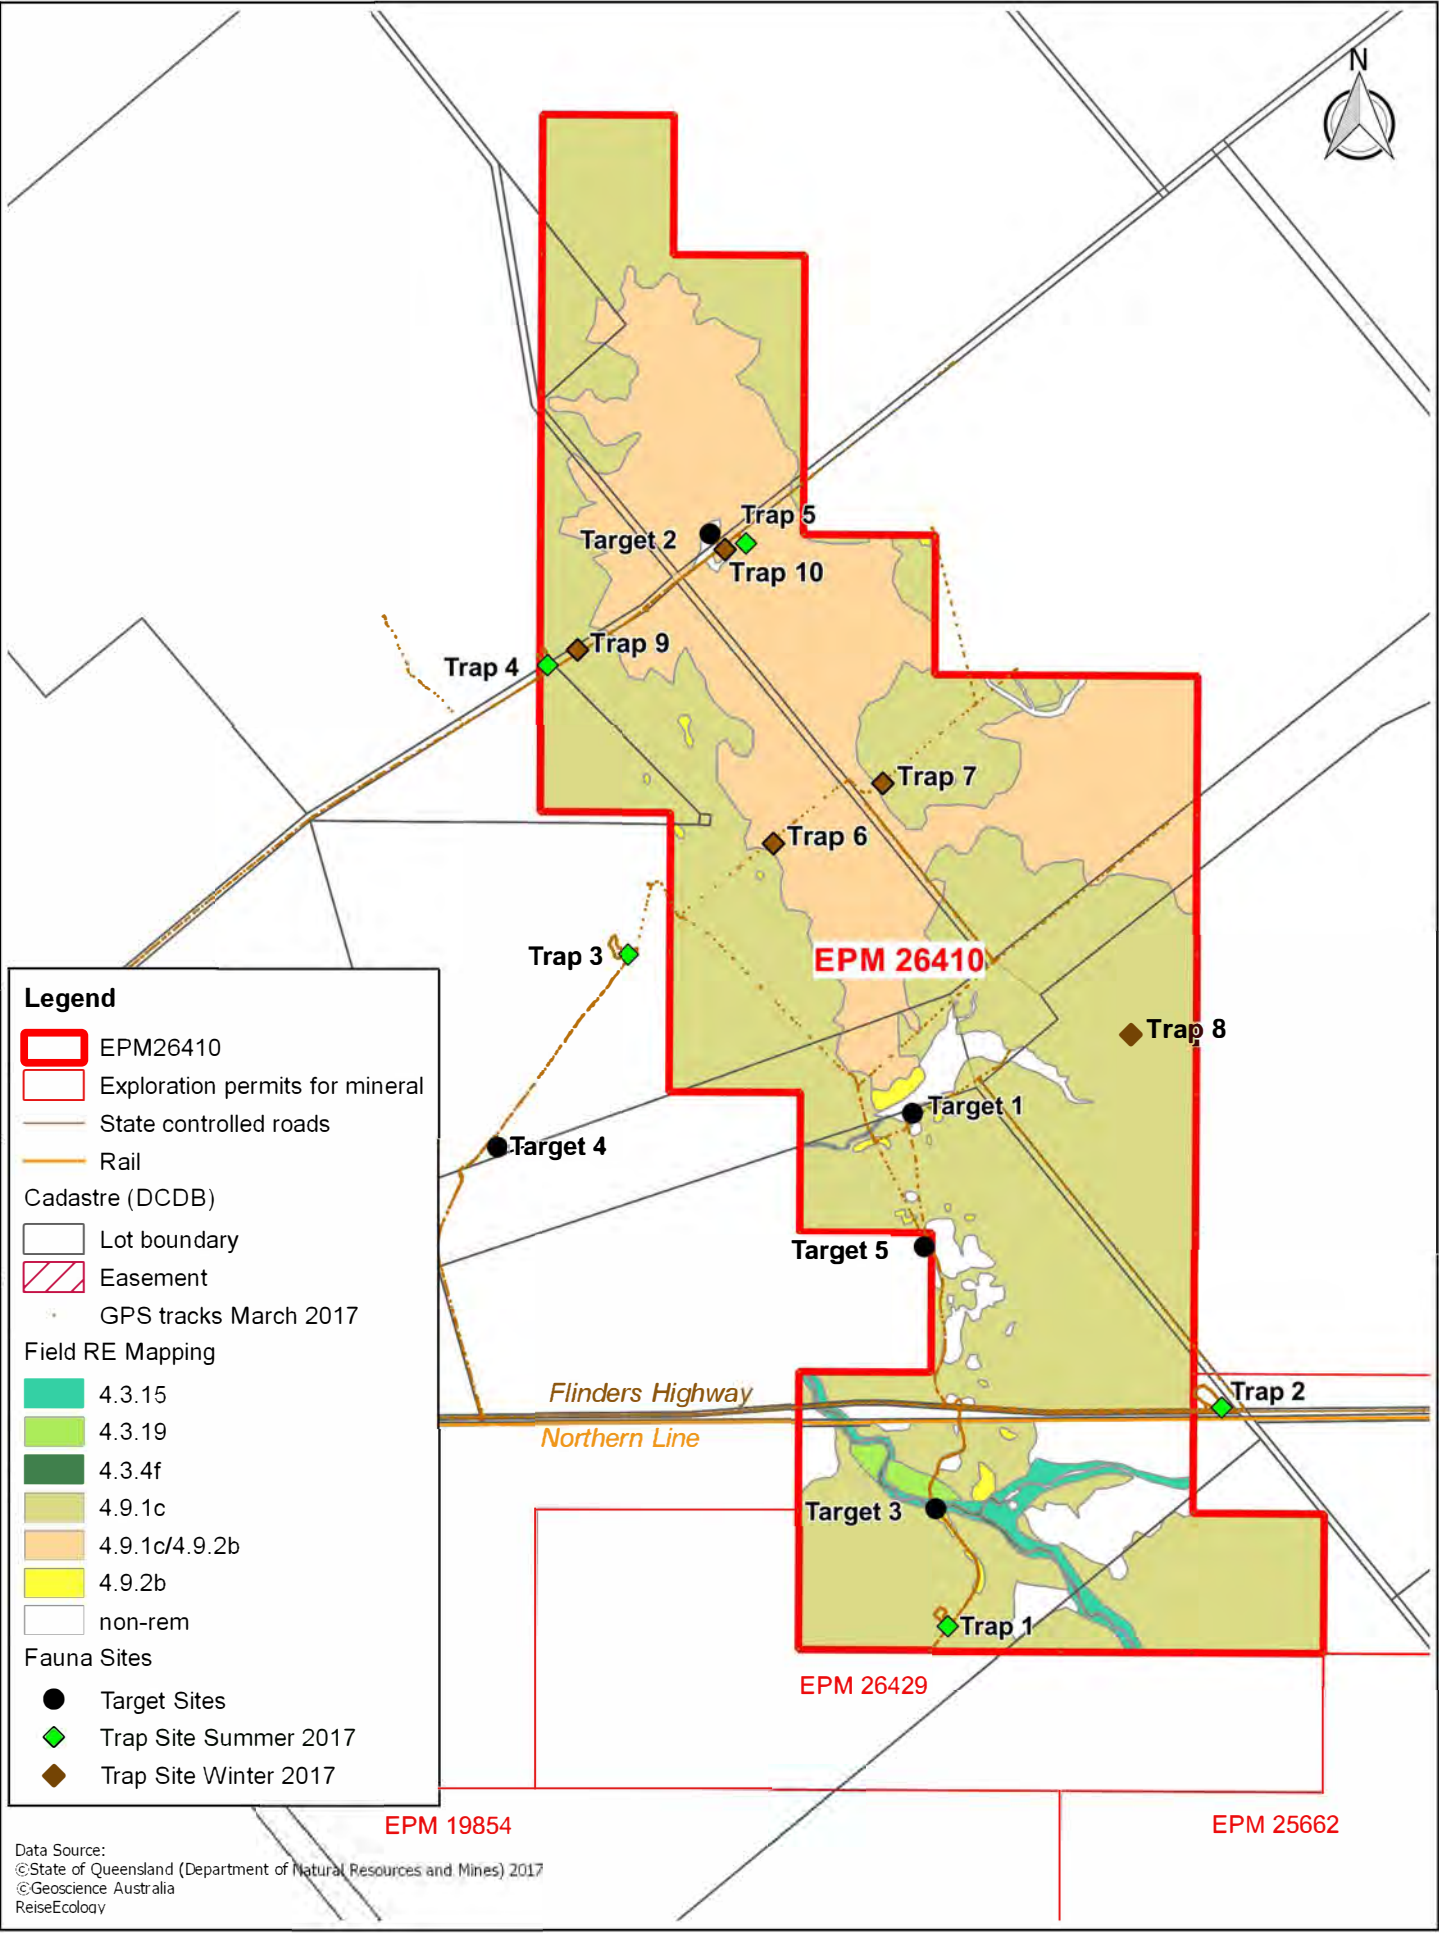 N
Trap 5
Target 2
Trap 10
Trap 9
Trap 4
Trap 7
Trap 6
Trap 3
EPM 26410
Trap 8
Target 1
Target 4
Target 5
Flinders Highway
Northern Line
Trap 2
Target 3
Trap 1
EPM 26429
EPM 19854
EPM 25662
Legend
EPM26410
Exploration permits for mineral
State controlled roads
Rail
Cadastre (DCDB)
Lot boundary
Easement
GPS tracks March 2017
Field RE Mapping
4.3.15
4.3.19
4.3.4f
4.9.1c
4.9.1c/4.9.2b
4.9.2b
non-rem
Fauna Sites
Target Sites
Trap Site Summer 2017
Trap Site Winter 2017
Data Source:
©State of Queensland (Department of Natural Resources and Mines) 2017
©Geoscience Australia
ReiseEcology